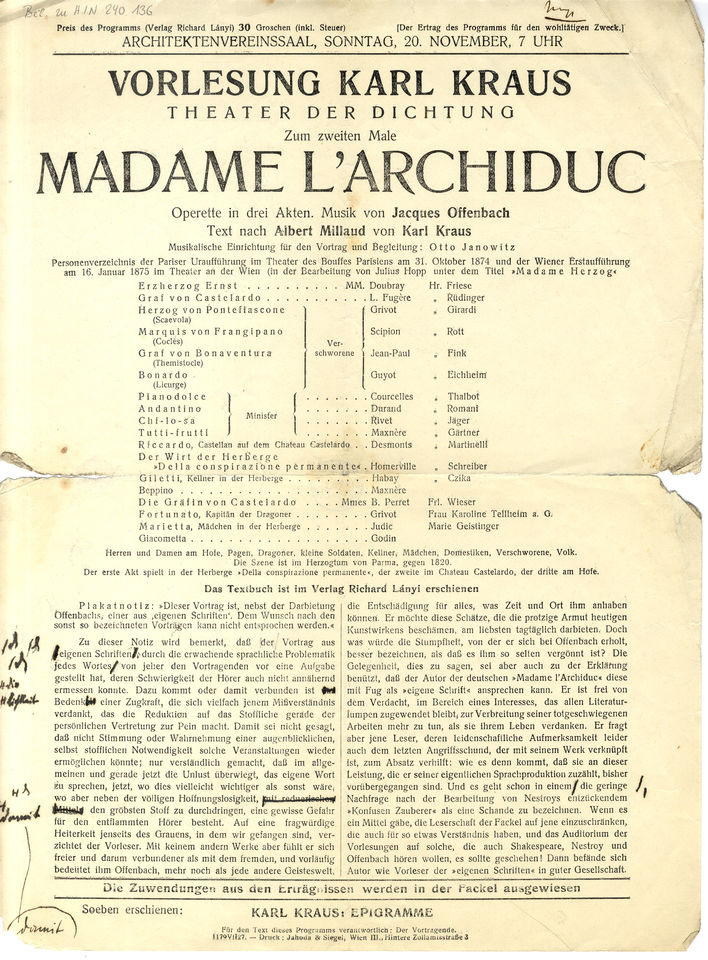 Bei. zu H.I.N 240 136
Preis des Programms (Verlag Richard Lányi) 30 Groschen (inkl. Steuer) [Der Ertrag des Programms für den wohltätigen Zweck.]
ARCHITEKTENVEREINSSAAL, SONNTAG, 20. NOVEMBER, 7 UHR
VORLESUNG KARL KRAUS
THEATER DER DICHTUNG
Zum zweiten Male
MADAME L'ARCHIDUC
Operette in drei Akten. Musik von Jacques Offenbach
Text nach Albert Millaud von Karl Kraus
Musikalische Einrichtung für den Vortrag und Begleitung: Otto Janowitz
Personenverzeichnis der Pariser Uraufführung im Theater des Bouffes Parisiens am 31. Oktober 1874 und der Wiener Erstaufführung
am 16. Januar 1875 im Theater an der Wien (in der Bearbeitung von Julius Hopp unter dem Titel »Madame Herzog«
Erzherzog Ernst . . . . . . . . . . MM. Doubray Hr. Friese
Graf von Castelardo . . . . . . . . . . . L. Fugère „ Rüdinger
Herzog von Ponteflascone Grivot „ Girardi
(Scaevola)
Marquis von Frangipano Scipion „ Rott
(Coclès)
Ver-
Graf von Bonaventura schworene Jean-Paul „ Fink
(Themistocle)
Bonardo Guyot „ Eichheim
(Licurge)
Pianodolce . . . . . . . Courcelles „ Thalbot
Andantino . . . . . . . Durand „ Romani
Minister
Chi-lo-sa . . . . . . . Rivet „ Jäger
Tutti-frutti . . . . . . . Maxnère „ Gärtner
Riccardo, Castellan auf dem Chateau Castelardo . . Desmonts „ Martinelli
Der Wirt der Herberge
»Della conspirazione permanente« . Homerville „ Schreiber
Giletti, Kellner in der Herberge . . . . . . . . Habay „ Czika
Beppino . . . . . . . . . . . . . . . . . . Maxnère
Die Gräfin von Castelardo . . . . Mmes B. Perret Frl. Wieser
Fortunato, Kapitän der Dragoner . . . . . . . Grivot Frau Karoline Tellheim a. G.
Marietta, Mädchen in der Herberge . . . . . . . Judic Marie Geistinger
Giacometta . . . . . . . . . . . . . . . . . Godin
Herren und Damen am Hofe, Pagen, Dragoner, kleine Soldaten, Kellner, Mädchen, Domestiken, Verschworene, Volk.
Die Szene ist im Herzogtum von Parma, gegen 1820.
Der erste Akt spielt in der Herberge »Della conspirazione permanente«, der zweite im Chateau Castelardo, der dritte am Hofe.
Das Textbuch ist im Verlag Richard Lányi erschienen
Plakatnotiz: »Dieser Vortrag ist, nebst der Darbietung
Offenbachs, einer aus ‚eigenen Schriften‘. Dem Wunsch nach den
sonst so bezeichneten Vorträgen kann nicht entsprochen werden.«
Zu dieser Notiz wird bemerkt, daß der Vortrag aus
eigenen Schriften, durch die erwachende sprachliche Problematik
jedes Wortes, von jeher den Vortragenden vor eine Aufgabe
gestellt hat, deren Schwierigkeit der Hörer auch nicht annähernd
ermessen konnte. Dazu kommt oder damit verbunden ist
Bedenken einer Zugkraft, die sich vielfach jenem Mißverständnis
verdankt, das die Reduktion auf das Stoffliche gerade der
persönlichen Vertretung zur Pein macht. Damit sei nicht gesagt,
daß nicht Stimmung oder Wahrnehmung einer augenblicklichen,
selbst stofflichen Notwendigkeit solche Veranstaltungen wieder
ermöglichen könnte; nur verständlich gemacht, daß im allge-
meinen und gerade jetzt die Unlust überwiegt, das eigene Wort
zu sprechen, jetzt, wo dies vielleicht wichtiger als sonst wäre,
wo aber neben der völligen Hoffnungslosigkeit,
den gröbsten Stoff zu durchdringen, eine gewisse Gefahr
für den entflammten Hörer besteht. Auf eine fragwürdige
Heiterkeit jenseits des Grauens, in dem wir gefangen sind, ver-
zichtet der Vorleser. Mit keinem andern Werke aber fühlt er sich
freier und darum verbundener als mit dem fremden, und vorläufig
bedeutet ihm Offenbach, mehr noch als jede andere Geisteswelt,
die Entschädigung für alles, was Zeit und Ort ihm anhaben
können. Er möchte diese Schätze, die die protzige Armut heutigen
Kunstwirkens beschämen, am liebsten tagtäglich darbieten. Doch
was würde die Stumpfheit, von der er sich bei Offenbach erholt,
besser bezeichnen, als daß es ihm so selten vergönnt ist? Die
Gelegenheit, dies zu sagen, sei aber auch zu der Erklärung
benützt, daß der Autor der deutschen »Madame l'Archiduc« diese
mit Fug als »eigene Schrift« ansprechen kann. Er ist frei von
dem Verdacht, im Bereich eines Interesses, das allen Literatur-
lumpen zugewendet bleibt, zur Verbreitung einer totgeschwiegenen
Arbeiten mehr zu tun, als sie ihrem Leben verdanken. Er fragt
aber jene Leser, deren leidenschaftliche Aufmerksamkeit leider
auch dem letzten Angriffsschund, der mit seinem Werk verknüpft
ist, zum Absatz verhilft: wie es denn kommt, daß sie an dieser
Leistung, die er seiner eigentlichen Sprachproduktion zuzählt, bisher
vorübergegangen sind. Und es geht schon in einem, die geringe
Nachfrage nach der Bearbeitung von Nestroys entzückendem
»Konfusen Zauberer« als eine Schande zu bezeichnen. Wenn es
ein Mittel gäbe, die Leserschaft der Fackel auf jene einzuschränken,
die auch für so etwas Verständnis haben, und das Auditorium der
Vorlesungen auf solche, die auch Shakespeare, Nestroy und
Offenbach hören wollen, es sollte geschehen! Dann befände sich
Autor wie Vorleser der »eigenen Schriften« in guter Gesellschaft.
damit
Die Zuwendungen aus den Erträgnissen werden in der Fackel ausgewiesen
Soeben erschienen: KARL KRAUS: EPIGRAMME
damit
Für den Text dieses Programms verantwortlich: Der Vortragende.
1179VI127. — Druck: Jahoda & Siegel, Wien III., Hintere Zollamtsstraße 3